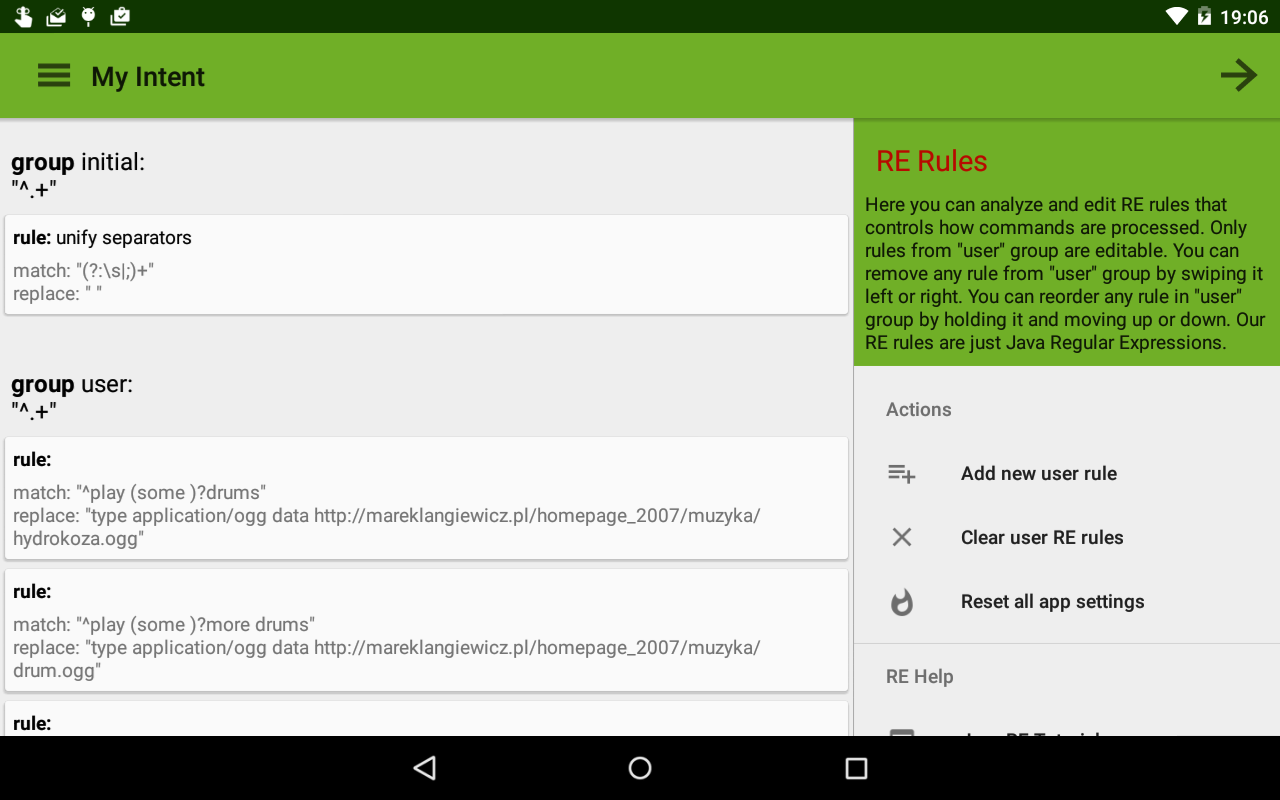 19:06
My Intent
group initial:
"^.+"
rule: unify separators
match: "(?:\s|;)+"
replace: " "
group user:
"^.+"
rule:
match: "^play (some )?drums"
replace: "type application/ogg data http://mareklangiewicz.pl/homepage_2007/muzyka/
hydrokoza.ogg"
rule:
match: "^play (some )?more drums"
replace: "type application/ogg data http://mareklangiewicz.pl/homepage_2007/muzyka/
drum.ogg"
rule:
RE Rules
Here you can analyze and edit RE rules that
controls how commands are processed. Only
rules from "user" group are editable. You can
remove any rule from "user" group by swiping it
left or right. You can reorder any rule in "user"
group by holding it and moving up or down. Our
RE rules are just Java Regular Expressions.
Actions
Add new user rule
Clear user RE rules
Reset all app settings
RE Help